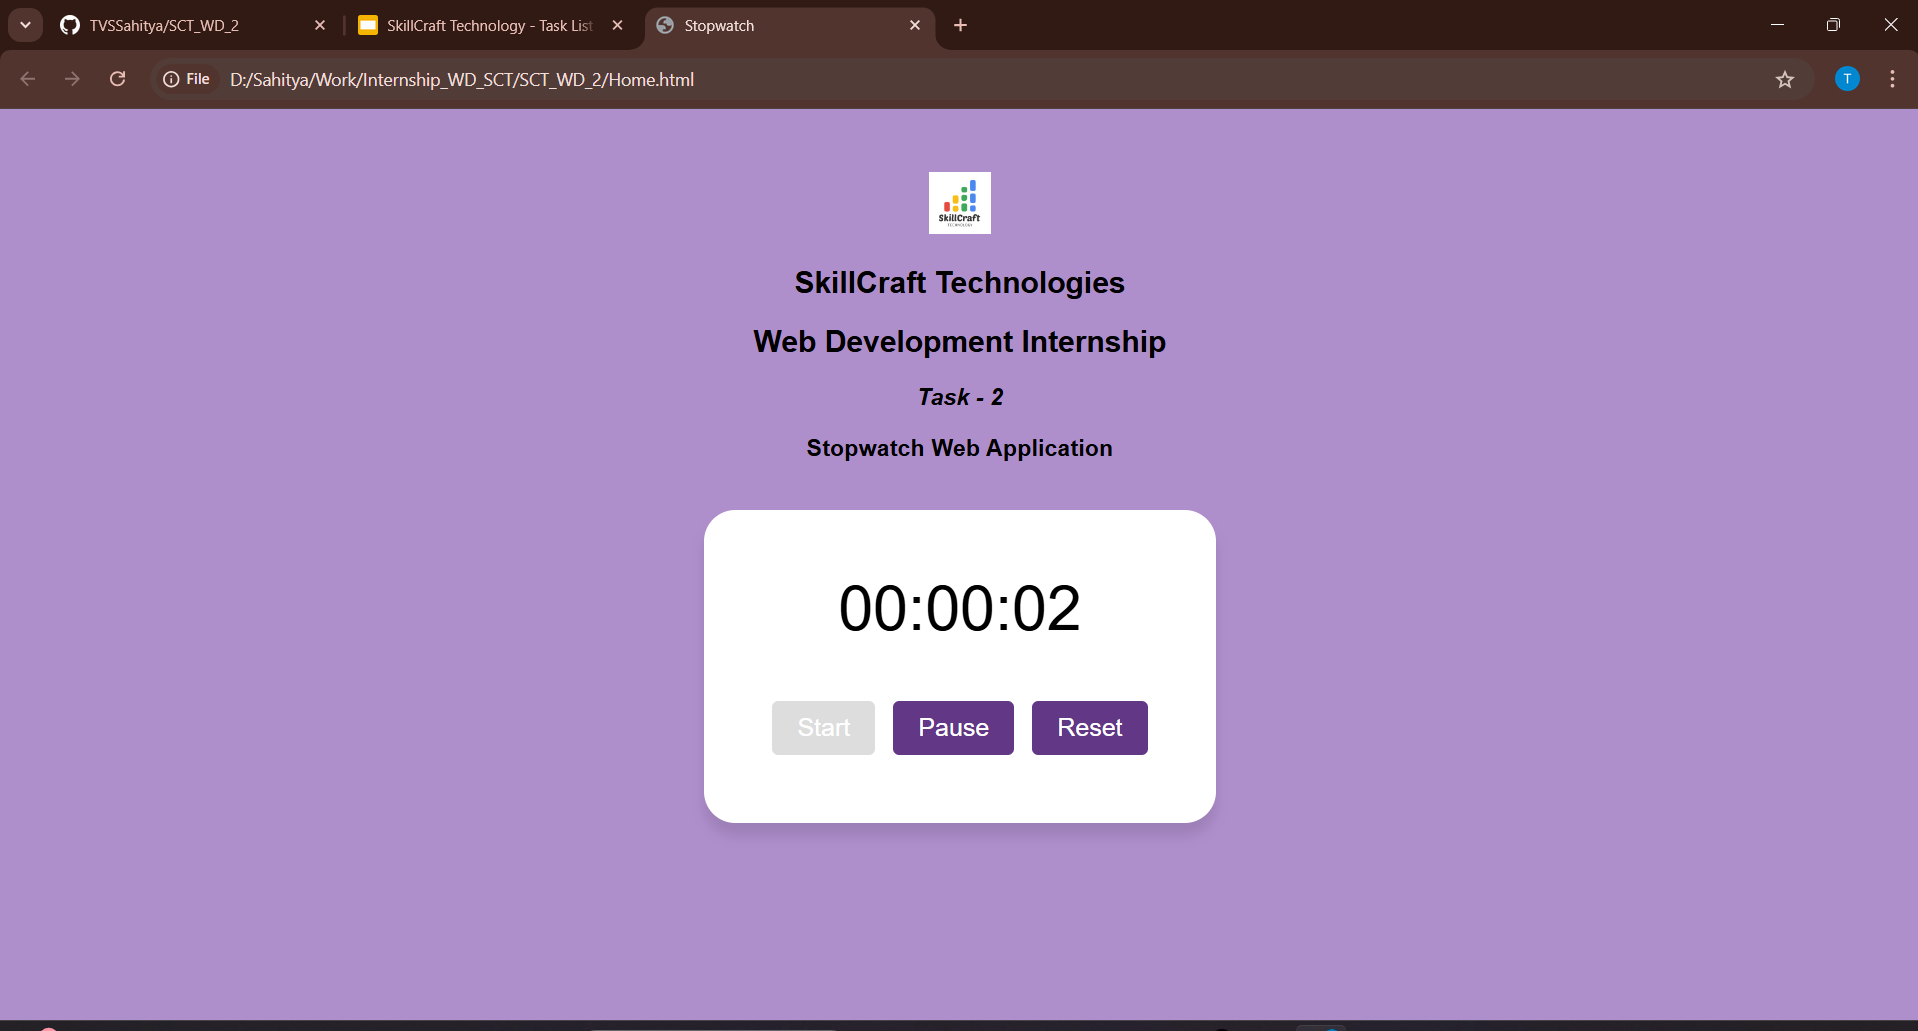 TVSSahitya/SCT_WD_2
SkillCraft Technology - Task List
Stopwatch
File
D:/Sahitya/Work/Internship_WD_SCT/SCT_WD_2/Home.html
T
SkillCraft
TECHNOLOGY
SkillCraft Technologies
Web Development Internship
Task - 2
Stopwatch Web Application
00:00:02
Start Pause Reset